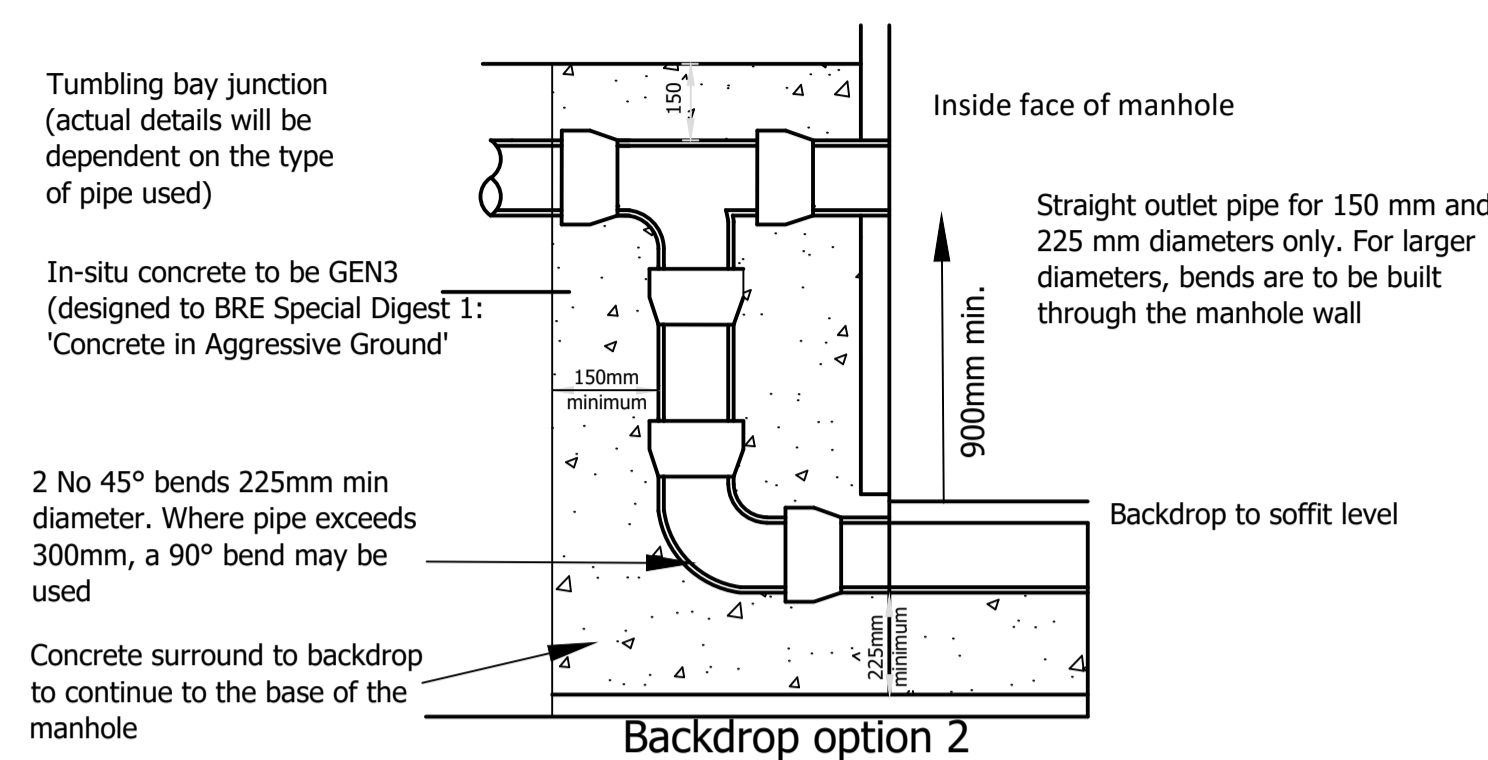 Tumbling bay junction
(actual details will be
dependent on the type
of pipe used)
In-situ concrete to be GEN3
(designed to BRE Special Digest 1:
'Concrete in Aggressive Ground'
2 No 45° bends 225mm min
diameter. Where pipe exceeds
300mm, a 90° bend may be
used
Concrete surround to backdrop
to continue to the base of the
manhole
150
150mm
minimum
225mm
minimum
Inside face of manhole
Straight outlet pipe for 150 mm and
225 mm diameters only. For larger
diameters, bends are to be built
through the manhole wall
900mm min.
Backdrop to soffit level
Backdrop option 2